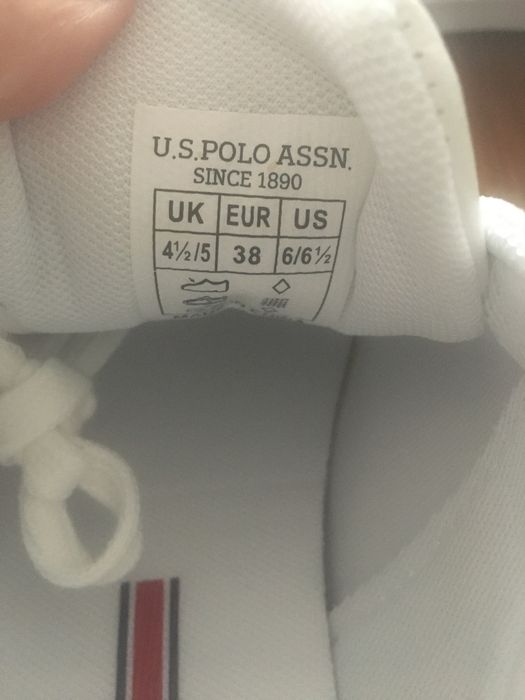 U.S.POLO ASSN.
SINCE 1890
UK EUR US
4½/5 38 6/6½